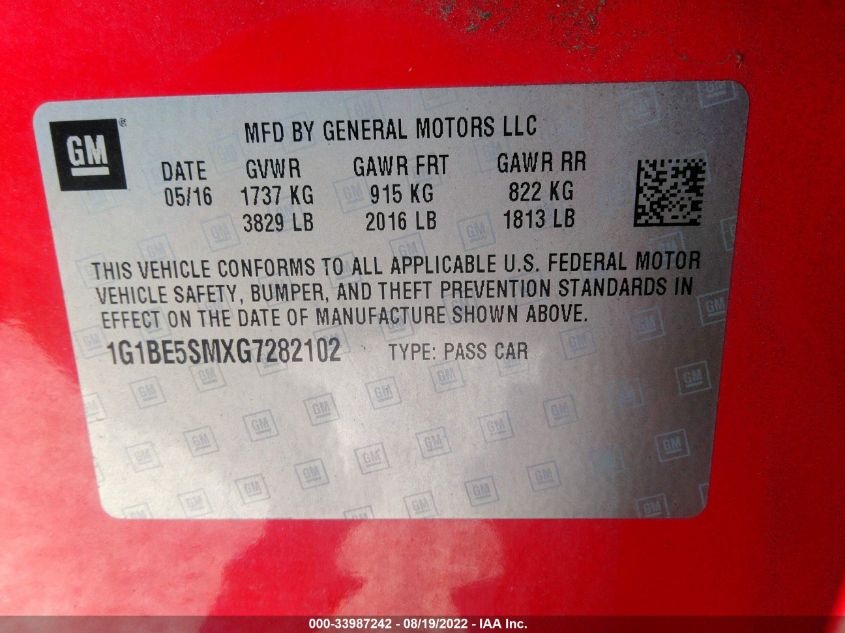 GM ®
MFD BY GENERAL MOTORS LLC
DATE GVWR GAWR FRT GAWR RR
05/16 1737 KG 915 KG 822 KG
3829 LB 2016 LB 1813 LB
THIS VEHICLE CONFORMS TO ALL APPLICABLE U.S. FEDERAL MOTOR
VEHICLE SAFETY, BUMPER, AND THEFT PREVENTION STANDARDS IN
EFFECT ON THE DATE OF MANUFACTURE SHOWN ABOVE.
1G1BE5SMXG7282102 TYPE: PASS CAR
000-33987242 - 08/19/2022 - IAA Inc.